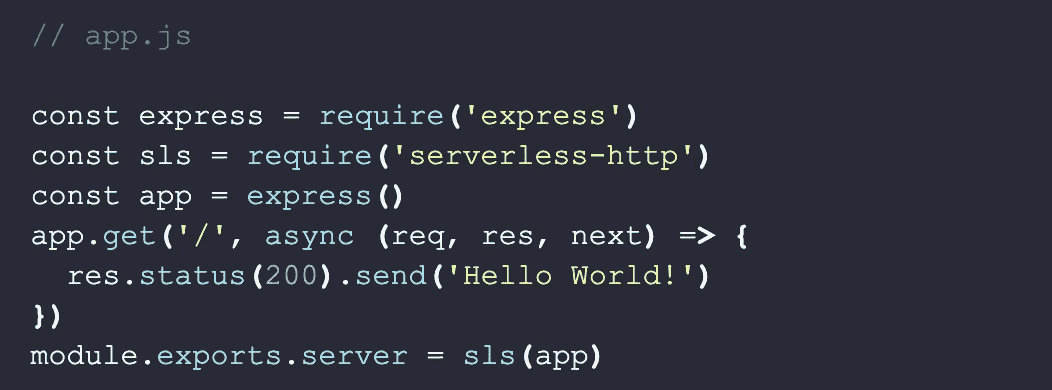 // app.js
const express = require('express')
const sls = require('serverless-http')
const app = express()
app.get('/', async (req, res, next) => {
  res.status(200).send('Hello World!')
})
module.exports.server = sls(app)